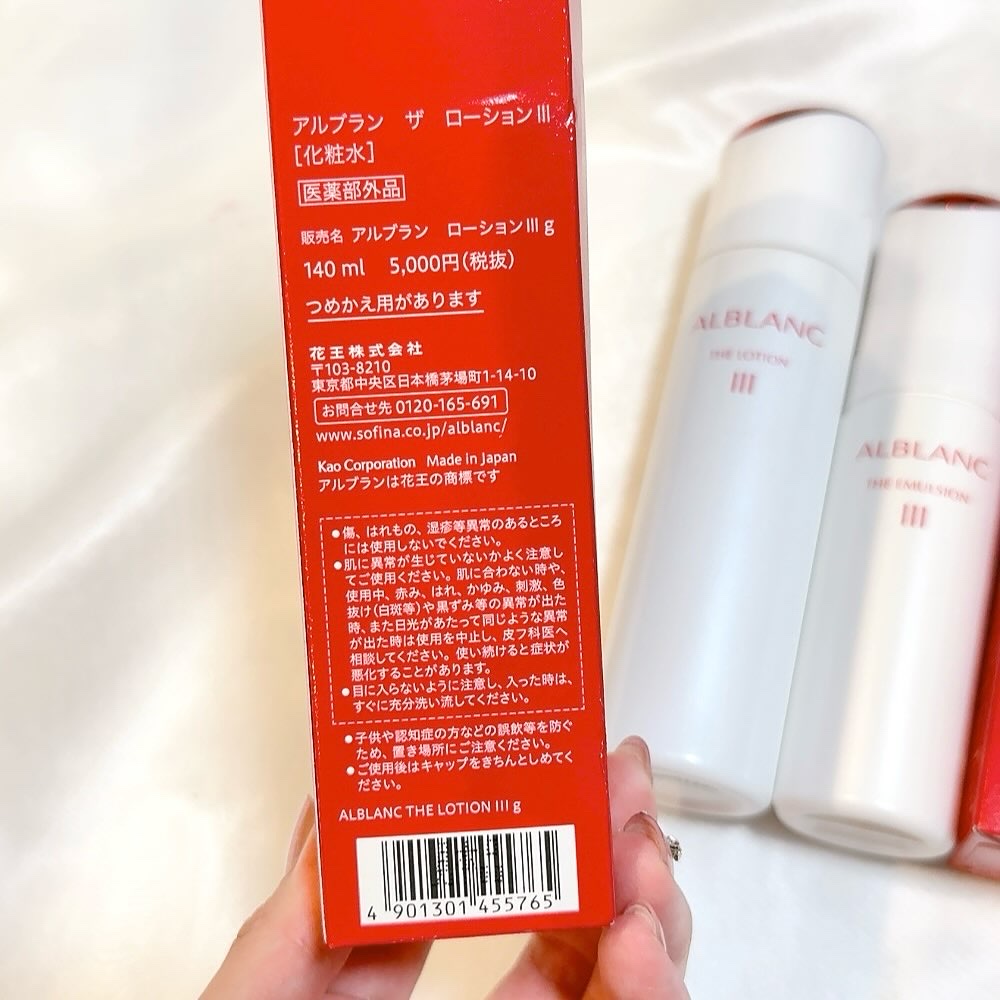 アルブラン ザ ローションⅢ
［化粧水］
医薬部外品
販売名 アルブラン ローションⅢ g
140 ml 5,000円(税抜)
つめかえ用があります
花王株式会社
〒103-8210
東京都中央区日本橋茅場町1-14-10
お問合せ先 0120-165-691
www.sofina.co.jp/alblanc/
Kao Corporation Made in Japan
アルブランは花王の商標です
●傷、はれもの、湿疹等異常のあるところ
には使用しないでください。
●肌に異常が生じていないかよく注意し
てご使用ください。肌に合わない時や、
使用中、赤み、はれ、かゆみ、刺激、色
抜け(白斑等)や黒ずみ等の異常が出た
時、また日光があたって同じような異常
が出た時は使用を中止し、皮フ科医へ
相談してください。使い続けると症状が
悪化することがあります。
●目に入らないように注意し、入った時は、
すぐに充分洗い流してください。
●子供や認知症の方などの誤飲等を防ぐ
ため、置き場所にご注意ください。
●ご使用後はキャップをきちんとしめてく
ださい。
ALBLANC THE LOTION III g
4 901301 455765
ALBLANC
THE LOTION
III
ALBLANC
THE EMULSION
III